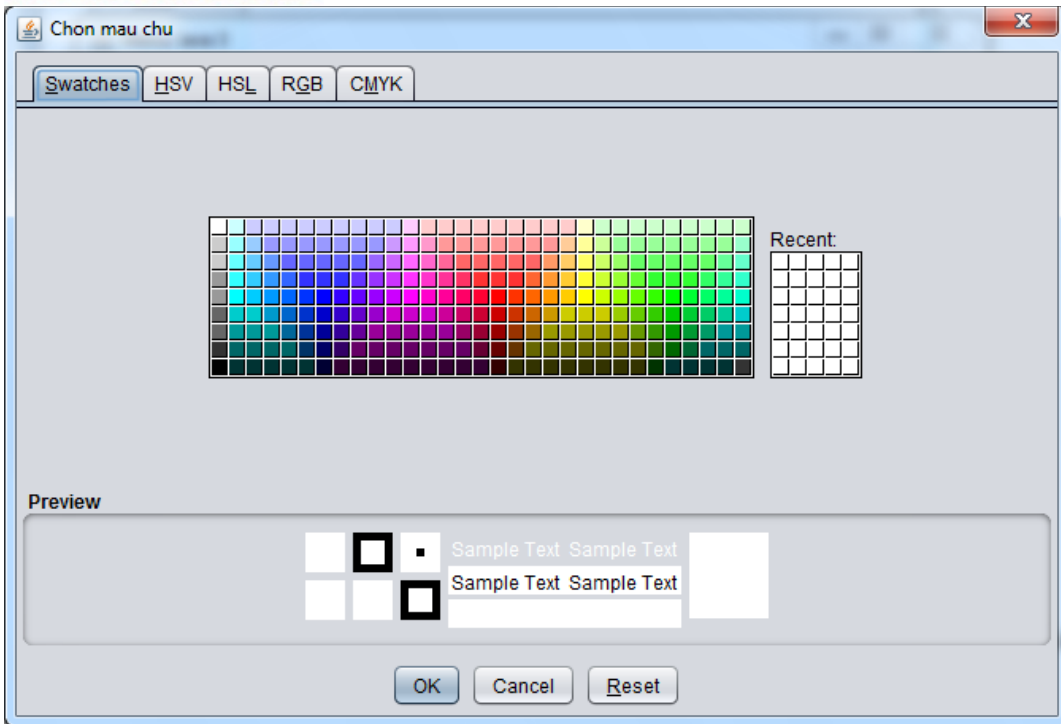 Chon mau chu
Swatches HSV HSL RGB CMYK
Recent:
Preview
Sample Text Sample Text
Sample Text Sample Text
OK Cancel Reset